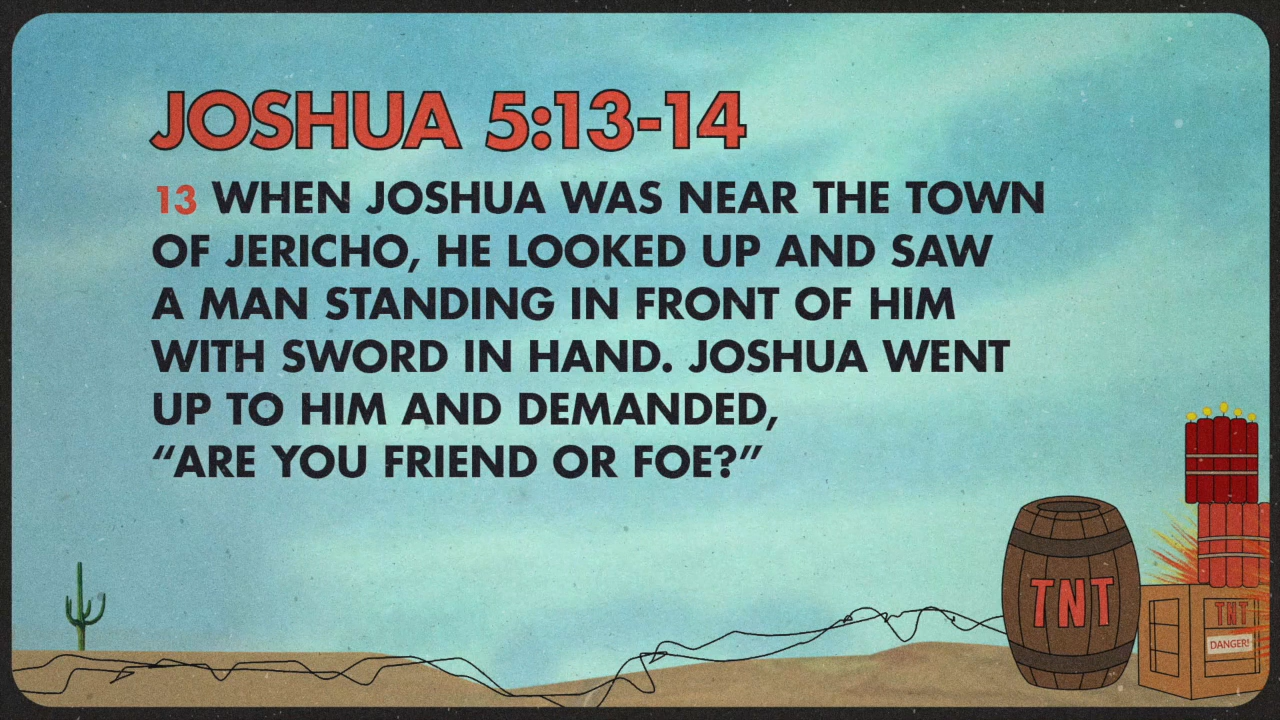 JOSHUA 5:13-14
13 WHEN JOSHUA WAS NEAR THE TOWN
OF JERICHO, HE LOOKED UP AND SAW
A MAN STANDING IN FRONT OF HIM
WITH SWORD IN HAND. JOSHUA WENT
UP TO HIM AND DEMANDED,
“ARE YOU FRIEND OR FOE?”
TNT
TNT
DANGER!